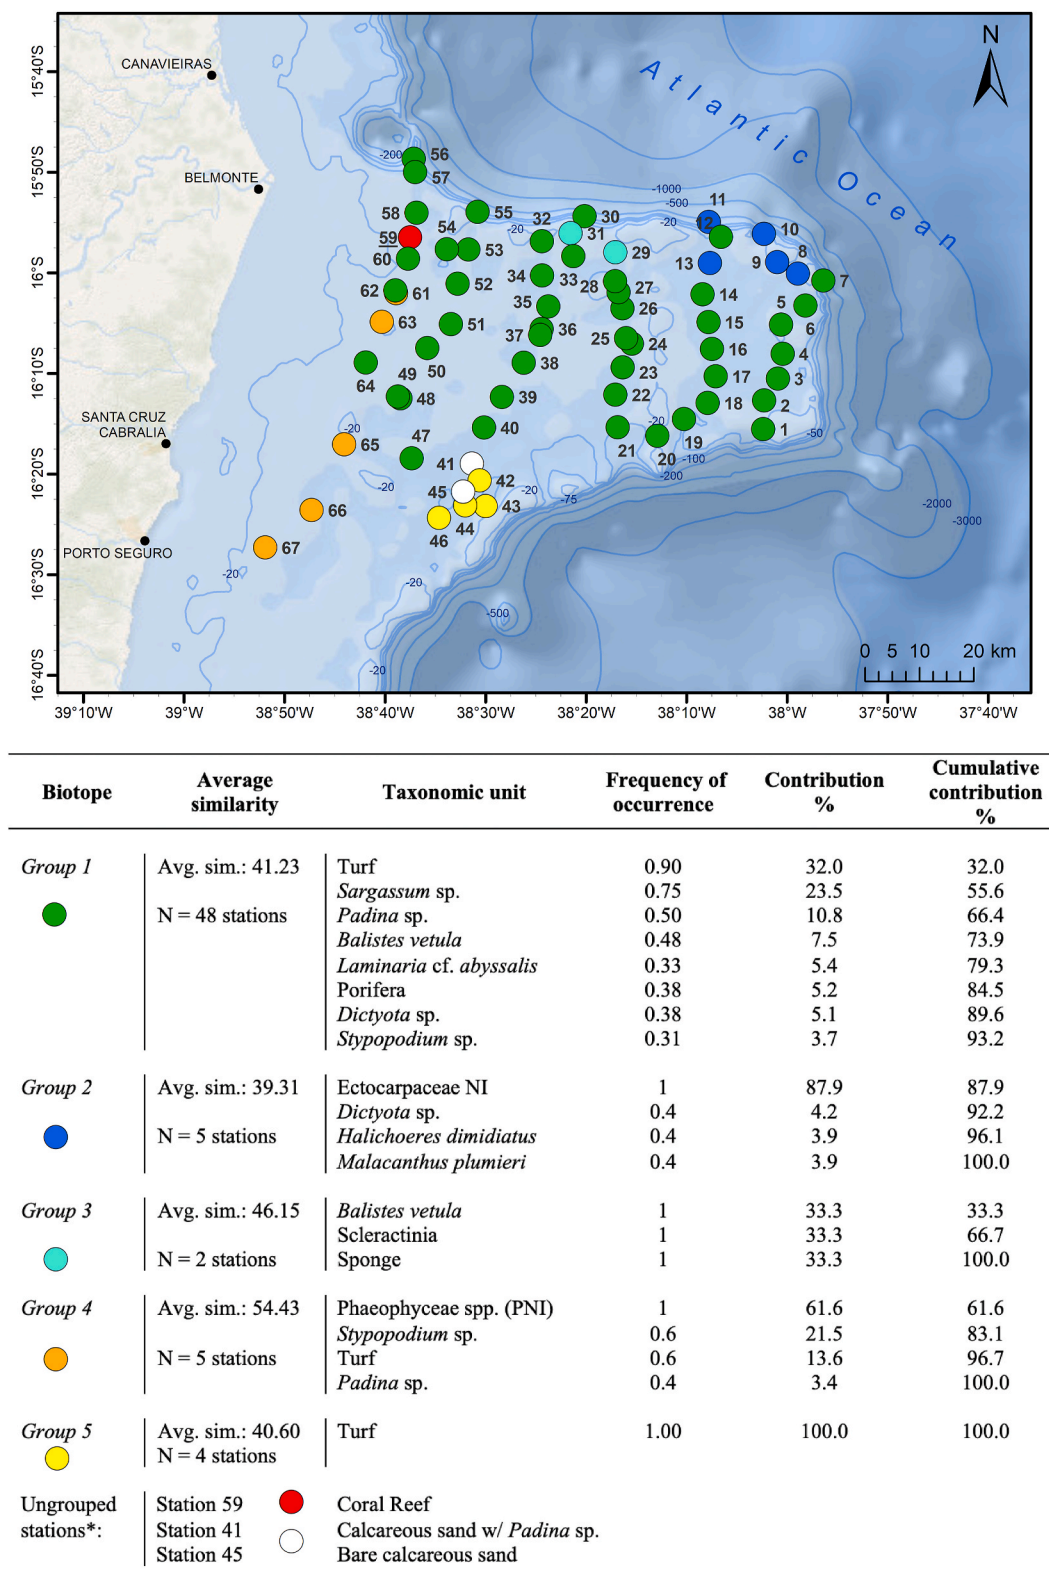 N
Atlantic Ocean
CANAVIEIRAS
BELMONTE
SANTA CRUZ
CABRALIA
PORTO SEGURO
15°40'S
15°50'S
16°S
16°10'S
16°20'S
16°30'S
16°40'S
-200
-1000
-500
-20
-20
56
57
58
55
32
30
11
12
10
59
54
31
29
8
60
53
13
9
7
62
61
52
34
33
28
27
14
5
63
51
35
26
15
6
37
36
25
24
16
4
64
49
50
38
23
17
3
48
39
22
18
2
-20
65
47
40
-20
21
20
19
1
-50
-100
-200
41
42
-20
45
43
-20
-75
66
44
46
-2000
-3000
67
-20
-20
-500
-20
0 5 10 20 km
39°10'W 39°W 38°50'W 38°40'W 38°30'W 38°20'W 38°10'W 38°W 37°50'W 37°40'W
Biotope Average similarity Taxonomic unit Frequency of occurrence Contribution % Cumulative contribution %
Group 1 Avg. sim.: 41.23 Turf 0.90 32.0 32.0
Sargassum sp. 0.75 23.5 55.6
N = 48 stations Padina sp. 0.50 10.8 66.4
Balistes vetula 0.48 7.5 73.9
Laminaria cf. abyssalis 0.33 5.4 79.3
Porifera 0.38 5.2 84.5
Dictyota sp. 0.38 5.1 89.6
Stypopodium sp. 0.31 3.7 93.2
Group 2 Avg. sim.: 39.31 Ectocarpaceae NI 1 87.9 87.9
Dictyota sp. 0.4 4.2 92.2
N = 5 stations Halichoeres dimidiatus 0.4 3.9 96.1
Malacanthus plumieri 0.4 3.9 100.0
Group 3 Avg. sim.: 46.15 Balistes vetula 1 33.3 33.3
Scleractinia 1 33.3 66.7
N = 2 stations Sponge 1 33.3 100.0
Group 4 Avg. sim.: 54.43 Phaeophyceae spp. (PNI) 1 61.6 61.6
Stypopodium sp. 0.6 21.5 83.1
N = 5 stations Turf 0.6 13.6 96.7
Padina sp. 0.4 3.4 100.0
Group 5 Avg. sim.: 40.60 Turf 1.00 100.0 100.0
N = 4 stations
Ungrouped Station 59 Coral Reef
stations*: Station 41 Calcareous sand w/ Padina sp.
Station 45 Bare calcareous sand